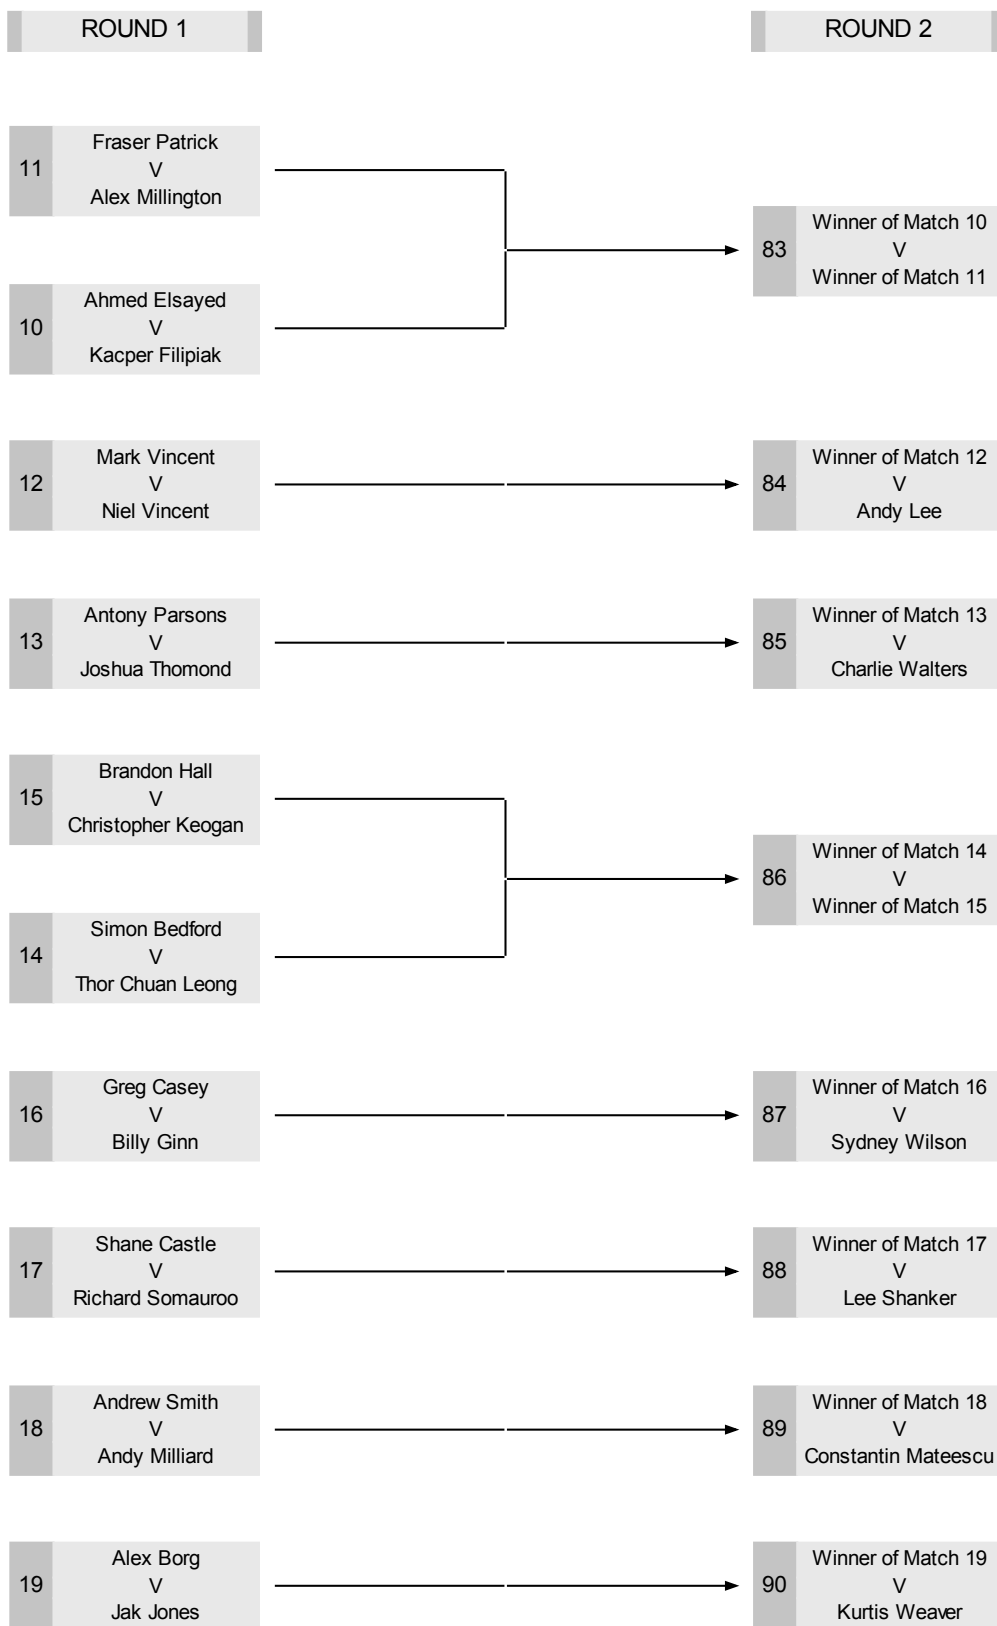 ROUND 1
ROUND 2
11
Fraser Patrick
V
Alex Millington
83
Winner of Match 10
V
Winner of Match 11
10
Ahmed Elsayed
V
Kacper Filipiak
12
Mark Vincent
V
Niel Vincent
84
Winner of Match 12
V
Andy Lee
13
Antony Parsons
V
Joshua Thomond
85
Winner of Match 13
V
Charlie Walters
15
Brandon Hall
V
Christopher Keogan
86
Winner of Match 14
V
Winner of Match 15
14
Simon Bedford
V
Thor Chuan Leong
16
Greg Casey
V
Billy Ginn
87
Winner of Match 16
V
Sydney Wilson
17
Shane Castle
V
Richard Somauroo
88
Winner of Match 17
V
Lee Shanker
18
Andrew Smith
V
Andy Milliard
89
Winner of Match 18
V
Constantin Mateescu
19
Alex Borg
V
Jak Jones
90
Winner of Match 19
V
Kurtis Weaver